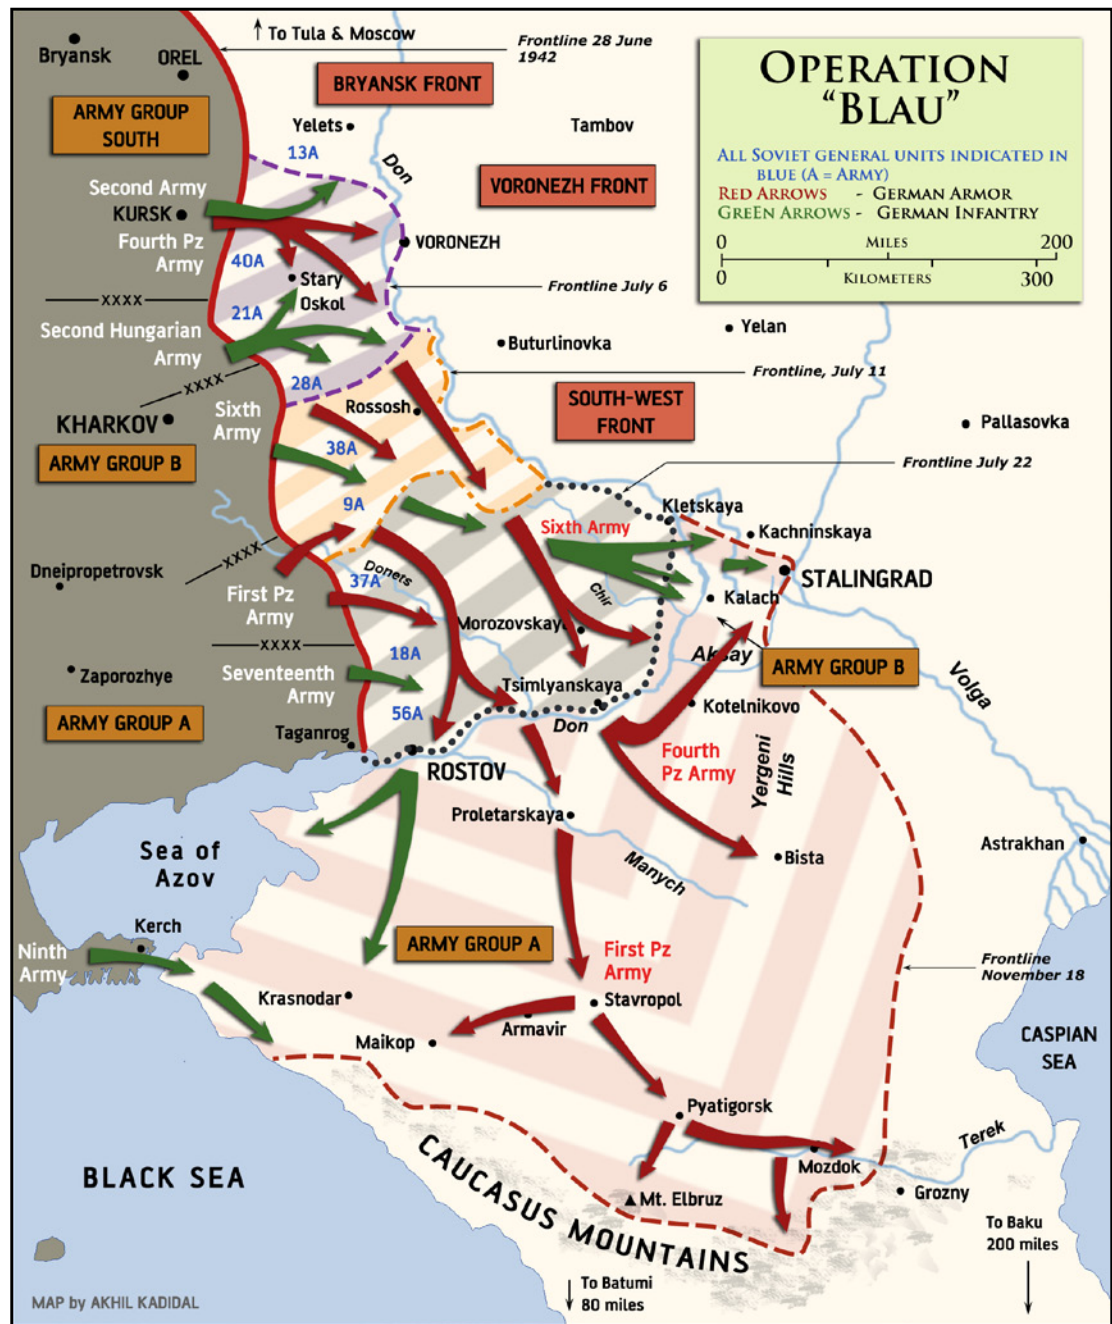 ↑ To Tula & Moscow
Frontline 28 June
1942
Bryansk
OREL
BRYANSK FRONT
ARMY GROUP
SOUTH
Yelets
Tambov
13A
Don
VORONEZH FRONT
Second Army
KURSK
Fourth Pz
Army
VORONEZH
40A
Stary
Oskol
XXXX
21A
Frontline July 6
Second Hungarian
Army
Buturlinovka
Yelan
XXXX
28A
Frontline, July 11
KHARKOV
Sixth
Army
Rossosh
SOUTH-WEST
FRONT
Pallasovka
ARMY GROUP B
38A
Frontline July 22
9A
Kletskaya
Sixth Army
Kachninskaya
XXXX
Dneipropetrovsk
Donets
37A
STALINGRAD
First Pz
Army
Chir
Kalach
Morozovskaya
XXXX
18A
Aksay
ARMY GROUP B
Zaporozhye
Seventeenth
Army
Tsimlyanskaya
Volga
ARMY GROUP A
56A
Kotelnikovo
Taganrog
Don
ROSTOV
Fourth
Pz Army
Yergeni
Hills
Proletarskaya
Sea of
Azov
Manych
Bista
Astrakhan
Kerch
Ninth
Army
ARMY GROUP A
First Pz
Army
Frontline
November 18
Krasnodar
Stavropol
Armavir
Maikop
CASPIAN
SEA
Pyatigorsk
Terek
Mozdok
BLACK SEA
CAUCASUS MOUNTAINS
Mt. Elbruz
Grozny
To Baku
200 miles
To Batumi
80 miles
MAP by AKHIL KADIDAL
OPERATION
"BLAU"
ALL SOVIET GENERAL UNITS INDICATED IN
BLUE (A = ARMY)
RED ARROWS - GERMAN ARMOR
GREEN ARROWS - GERMAN INFANTRY
0 MILES 200
0 KILOMETERS 300